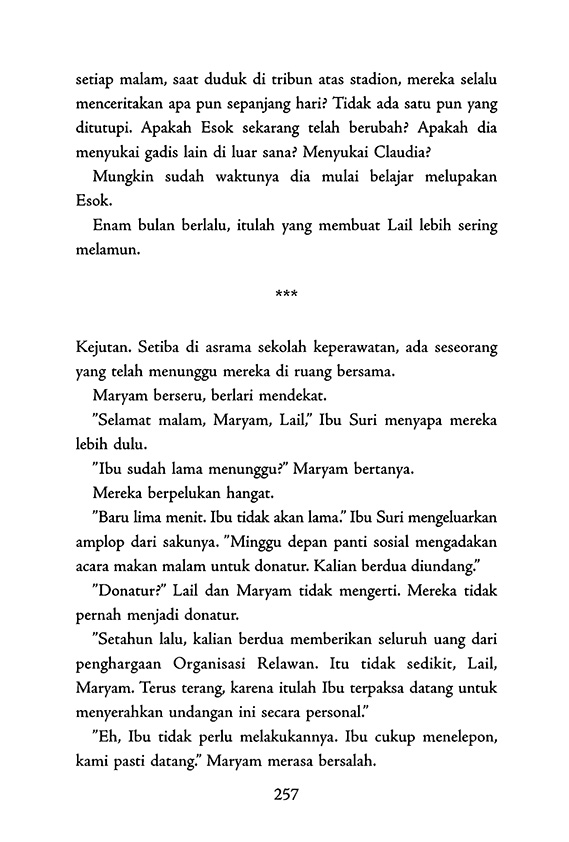 setiap malam, saat duduk di tribun atas stadion, mereka selalu
menceritakan apa pun sepanjang hari? Tidak ada satu pun yang
ditutupi. Apakah Esok sekarang telah berubah? Apakah dia
menyukai gadis lain di luar sana? Menyukai Claudia?
Mungkin sudah waktunya dia mulai belajar melupakan
Esok.
Enam bulan berlalu, itulah yang membuat Lail lebih sering
melamun.
***
Kejutan. Setiba di asrama sekolah keperawatan, ada seseorang
yang telah menunggu mereka di ruang bersama.
Maryam berseru, berlari mendekat.
”Selamat malam, Maryam, Lail,” Ibu Suri menyapa mereka
lebih dulu.
”Ibu sudah lama menunggu?” Maryam bertanya.
Mereka berpelukan hangat.
”Baru lima menit. Ibu tidak akan lama.” Ibu Suri mengeluarkan
amplop dari sakunya. ”Minggu depan panti sosial mengadakan
acara makan malam untuk donatur. Kalian berdua diundang.”
”Donatur?” Lail dan Maryam tidak mengerti. Mereka tidak
pernah menjadi donatur.
”Setahun lalu, kalian berdua memberikan seluruh uang dari
penghargaan Organisasi Relawan. Itu tidak sedikit, Lail,
Maryam. Terus terang, karena itulah Ibu terpaksa datang untuk
menyerahkan undangan ini secara personal.”
”Eh, Ibu tidak perlu melakukannya. Ibu cukup menelepon,
kami pasti datang.” Maryam merasa bersalah.
257